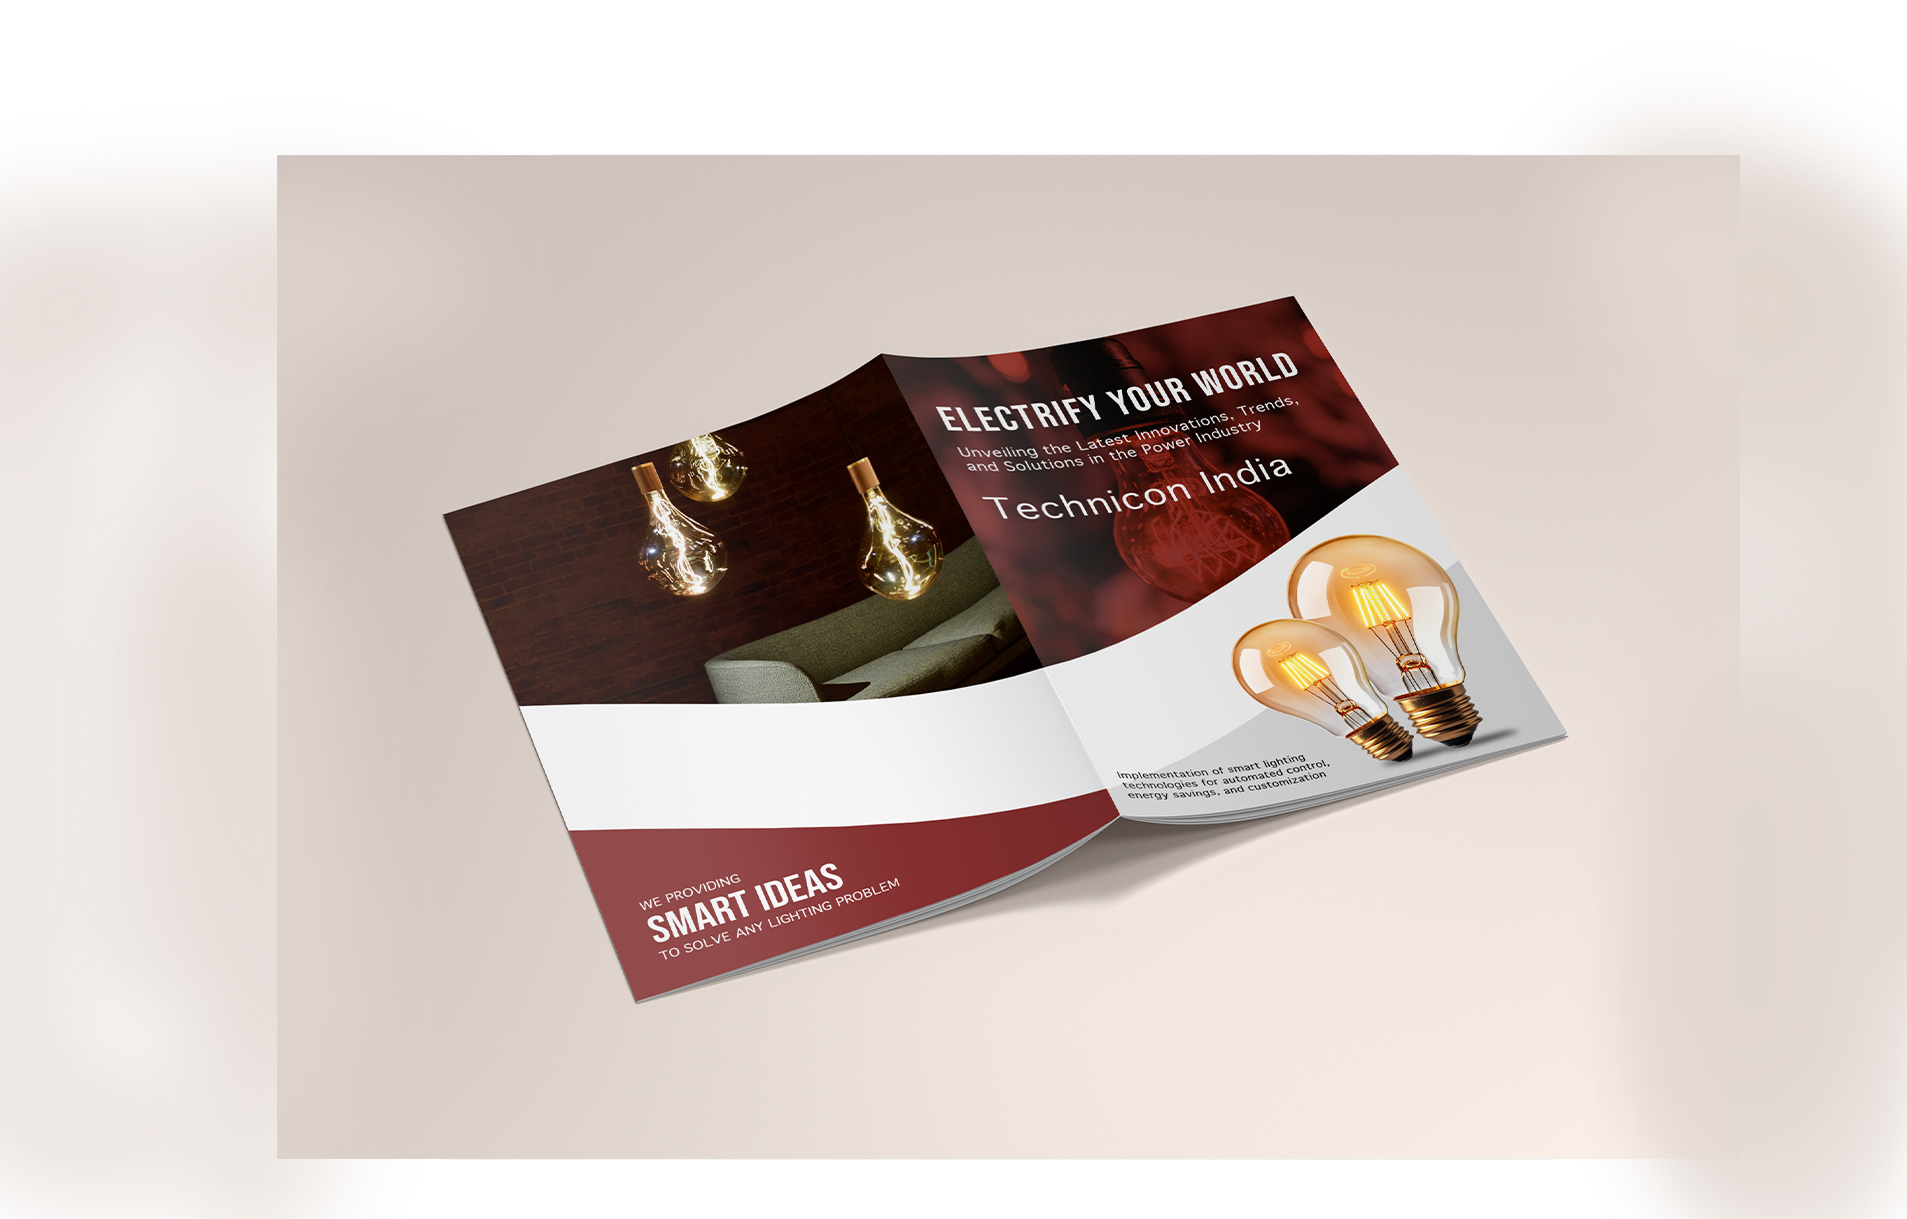 ELECTRIFY YOUR WORLD
Unveiling the Latest Innovations, Trends,
and Solutions in the Power Industry
Technicon India
Implementation of smart lighting
technologies for automated control,
energy savings, and customization
WE PROVIDING
SMART IDEAS
TO SOLVE ANY LIGHTING PROBLEM